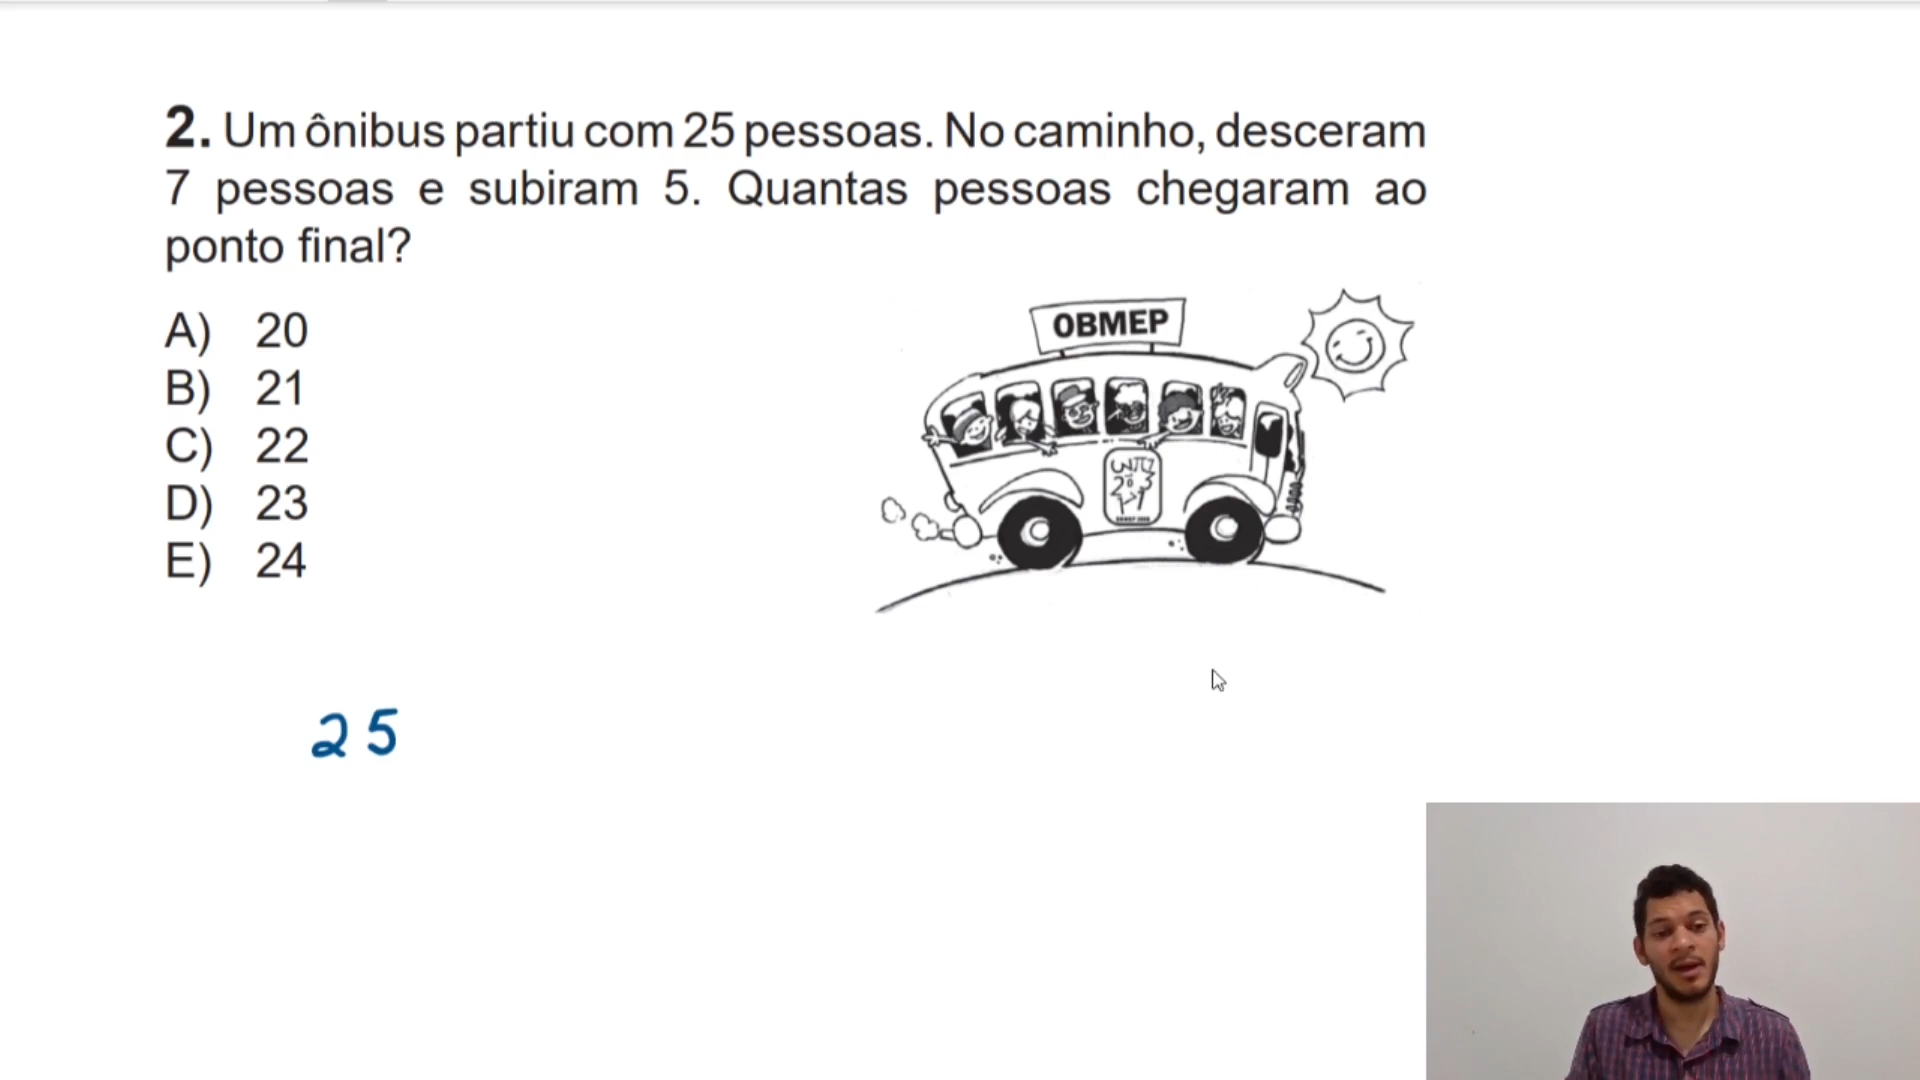 2. Um ônibus partiu com 25 pessoas. No caminho, desceram
7 pessoas e subiram 5. Quantas pessoas chegaram ao
ponto final?
A) 20
B) 21
C) 22
D) 23
E) 24
OBMEP
25